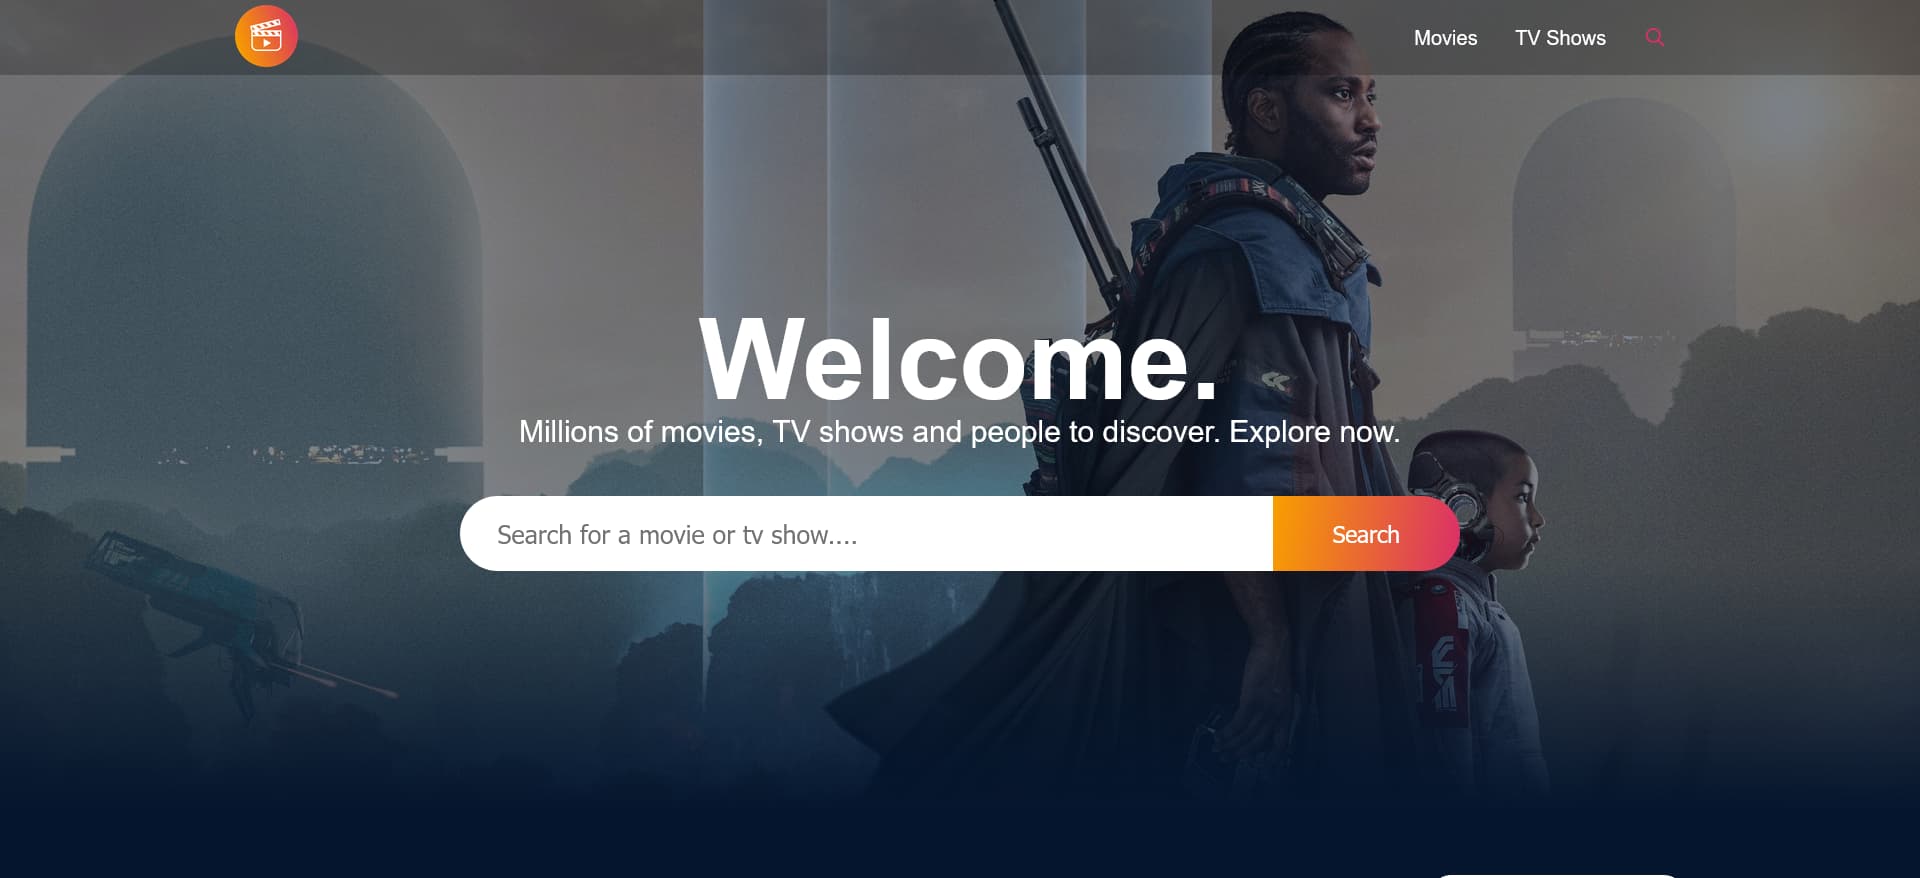 Movies
TV Shows
Welcome.
Millions of movies, TV shows and people to discover. Explore now.
Search for a movie or tv show....
Search